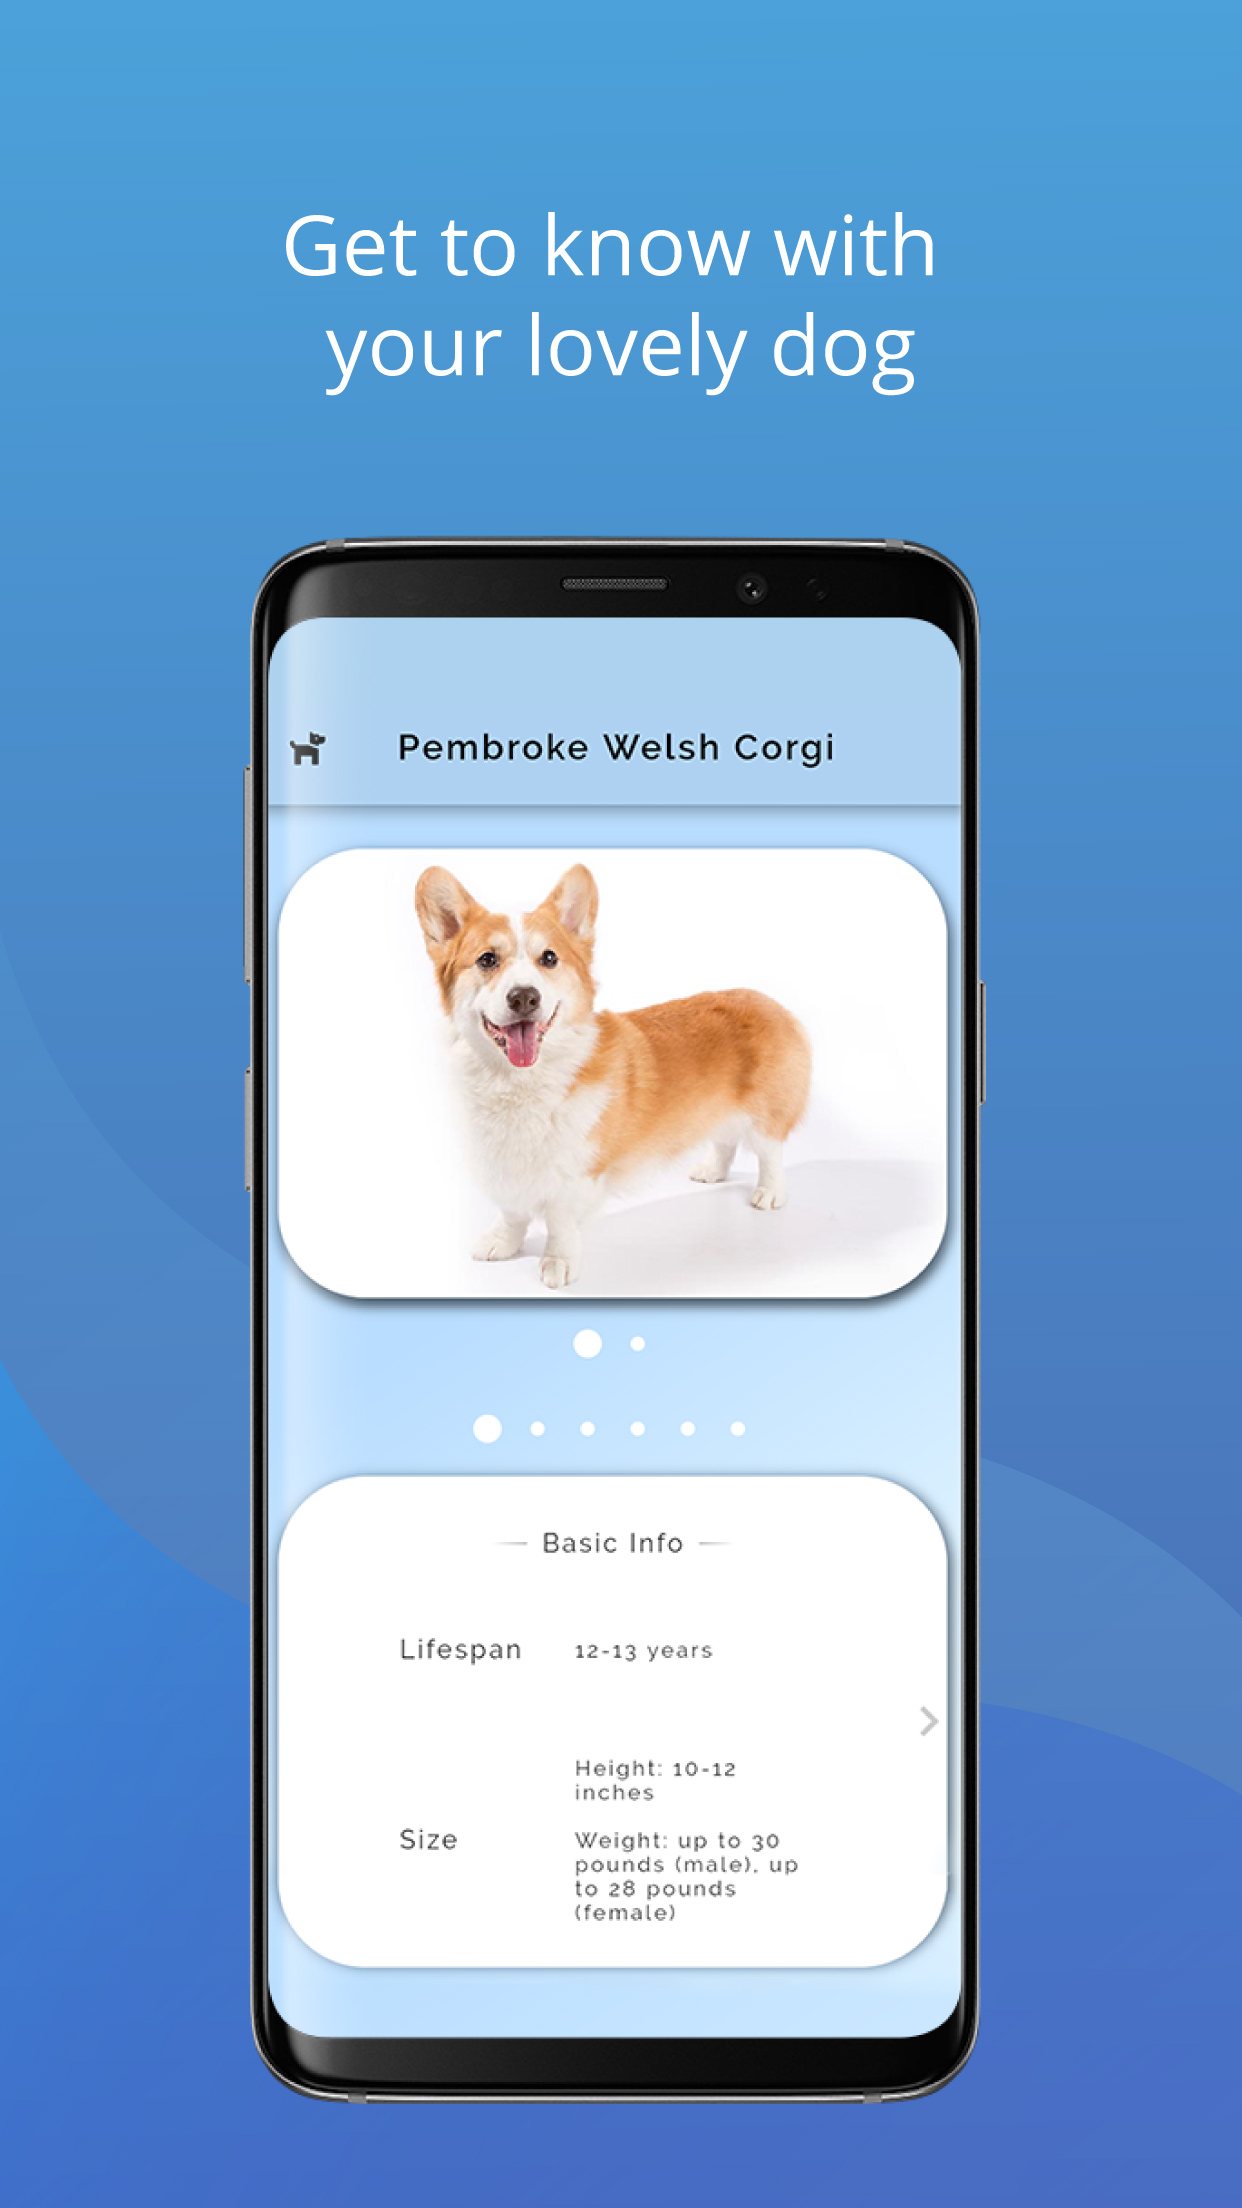 Get to know with
your lovely dog
Pembroke Welsh Corgi
Basic Info
Lifespan 12-13 years
Height: 10-12
inches
Size Weight: up to 30
pounds (male), up
to 28 pounds
(female)